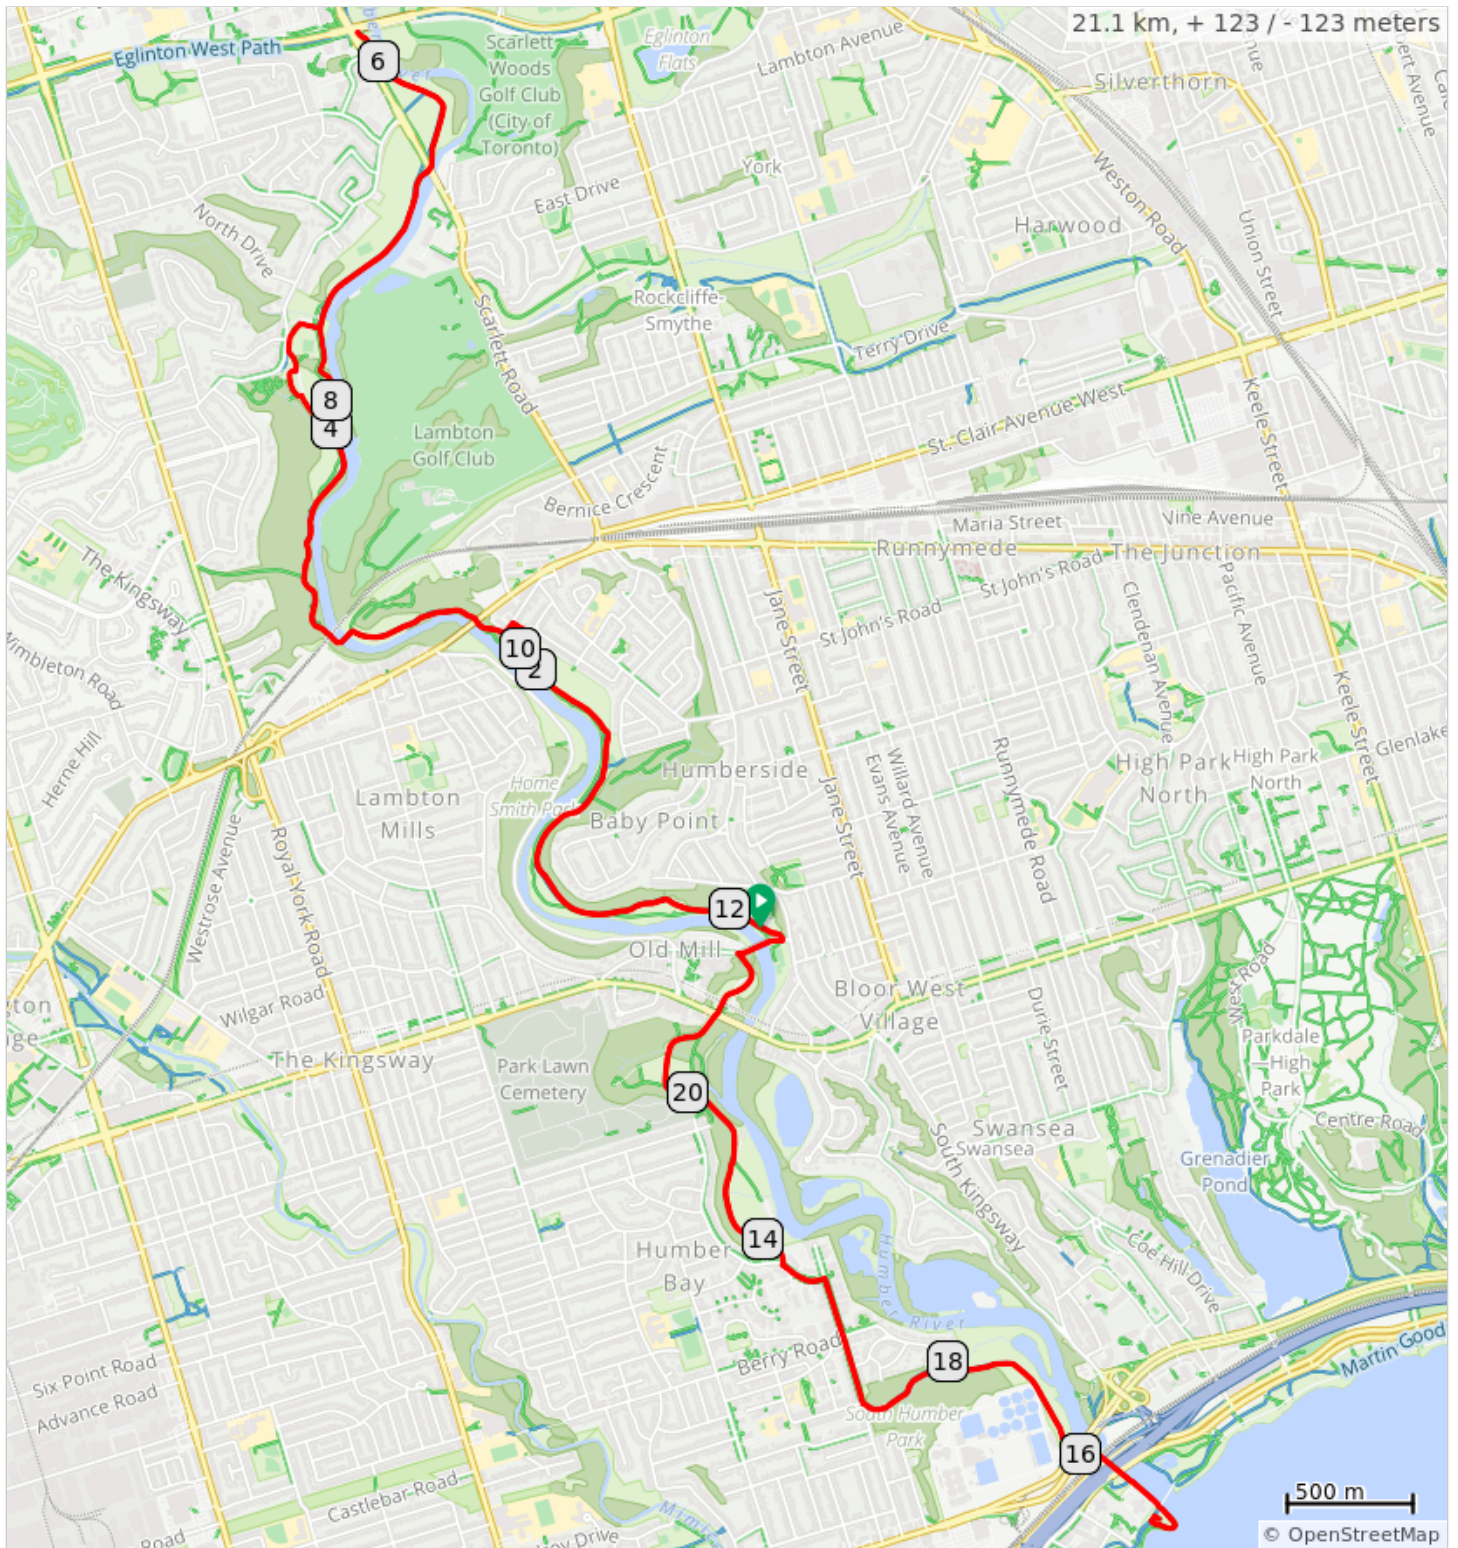 21.1 km, + 123 / - 123 meters
Eglinton West Path
6
Scarlett
Woods
Golf Club
(City of
Toronto)
Eglinton
Flats
Lambton Avenue
Silverthorn
York
East Drive
North Drive
Weston Road
Harwood
Union Street
Rockcliffe-
Smythe
Scarlett Road
Terry Drive
8
4
Lambton
Golf Club
St. Clair Avenue West
Keele Street
Bernice Crescent
Maria Street
Vine Avenue
Runnymede
The Junction
St John's Road
St John's Road
The Kingsway
Jane Street
Clendenan Avenue
Pacific Avenue
Wimbleton Road
10
2
Keele Street
Herne Hill
Humberside
Home
Smith Park
Baby Point
Lambton
Mills
Jane Street
Willard Avenue
Evans Avenue
Runnymede Road
High Park
North
High Park
North
Glenlake
Westrose Avenue
Royal York Road
12
Old Mill
Bloor West
Village
Wilgar Road
The Kingsway
Durie Street
West Road
Parkdale
—High
Park
Park Lawn
Cemetery
20
Swansea
Swansea
Centre Road
Grenadier
Pond
South Kingsway
14
Humber
Bay
Humber River
Coe Hill Drive
Berry Road
18
Martin Good
Six Point Road
Advance Road
South Humber
Park
16
Castlebar Road
Mimic
Road
500 m
© OpenStreetMap